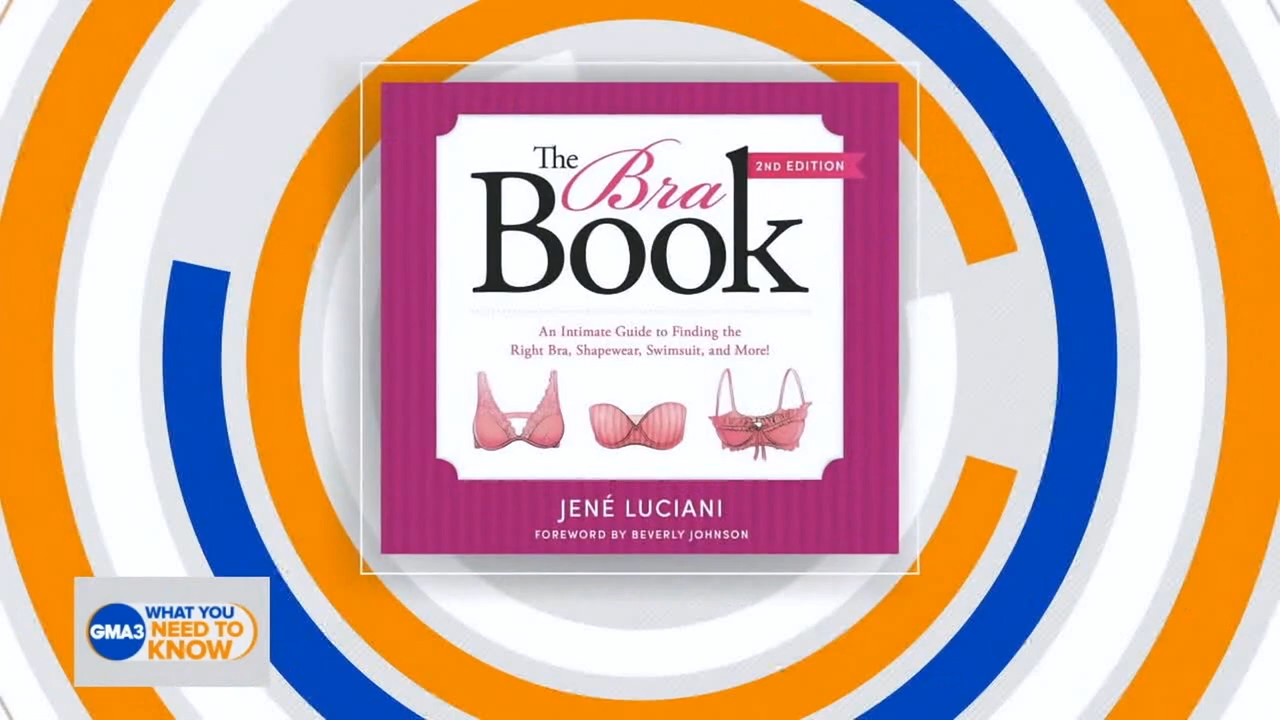 The Bra
Book
2ND EDITION
An Intimate Guide to Finding the
Right Bra, Shapewear, Swimsuit, and More!
JENÉ LUCIANI
FOREWORD BY BEVERLY JOHNSON
GMA3
WHAT YOU
NEED TO
KNOW